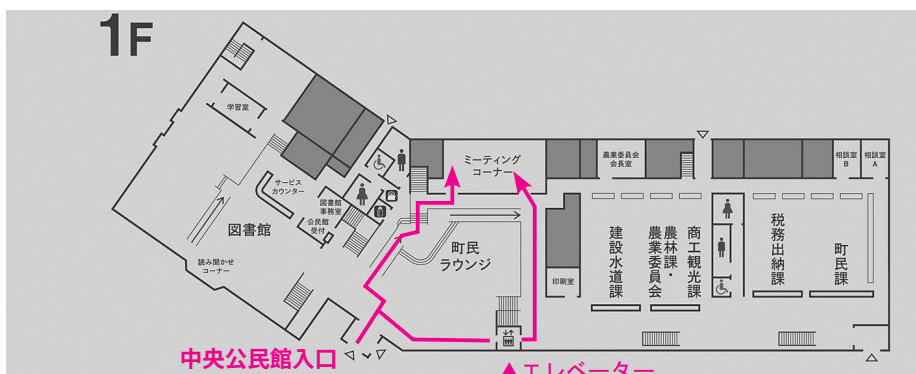 1F
学習室
サービス
カウンター
図書館
事務室
公民館
受付
図書館
読み聞かせ
コーナー
ミーティング
コーナー
町民
ラウンジ
農業委員会
会長室
相談室
B
相談室
A
印刷室
建設水道課
農林課・
農業委員会
商工観光課
税務出納課
町民課
中央公民館入口
▲エレベーター